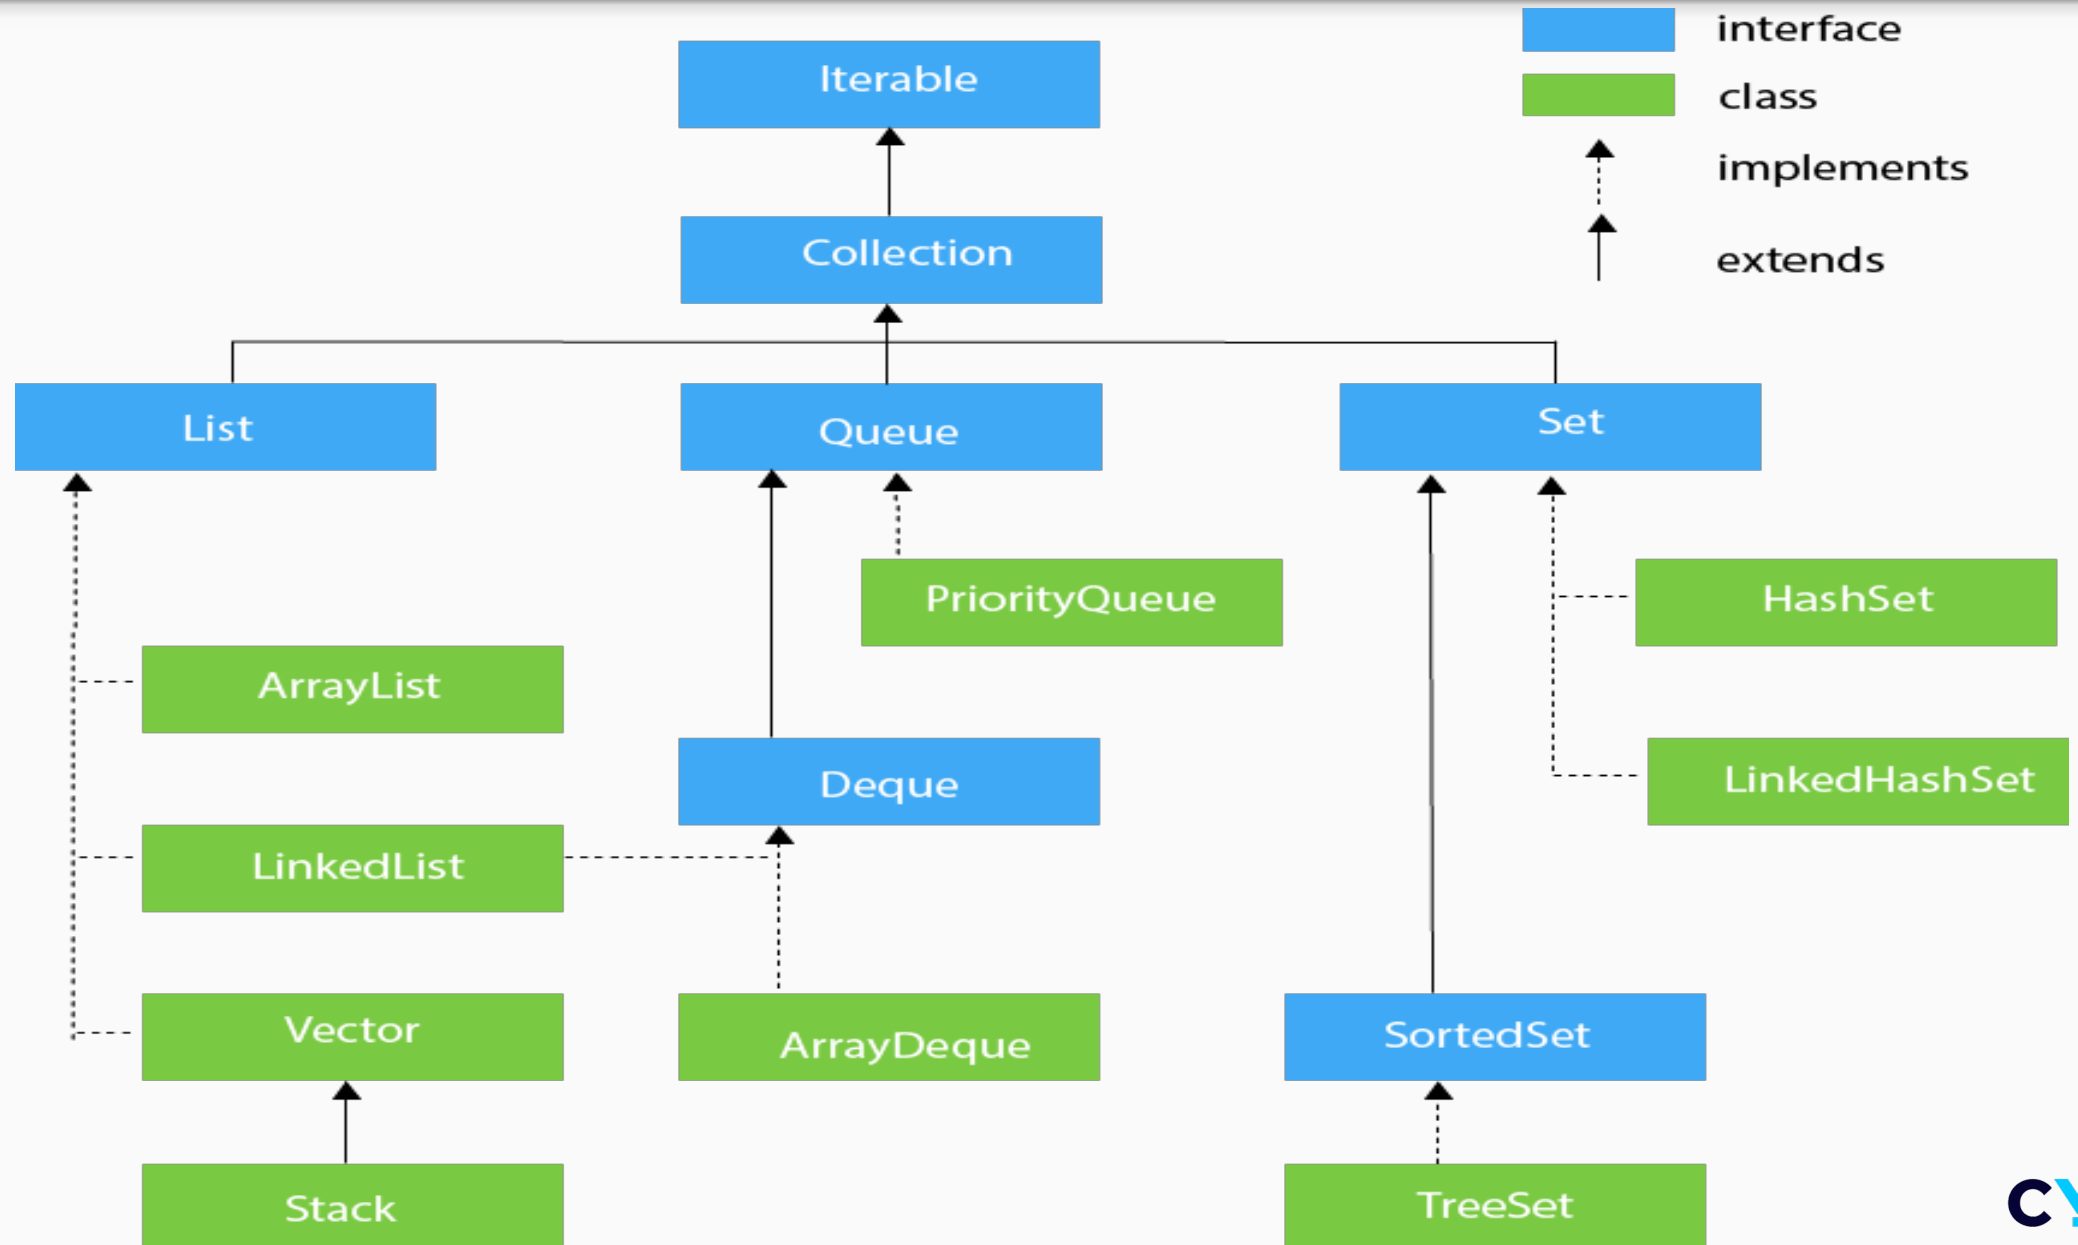 interface
Iterable
class
implements
Collection
extends
List
Queue
Set
PriorityQueue
HashSet
ArrayList
Deque
LinkedHashSet
LinkedList
Vector
ArrayDeque
SortedSet
Stack
TreeSet
CY